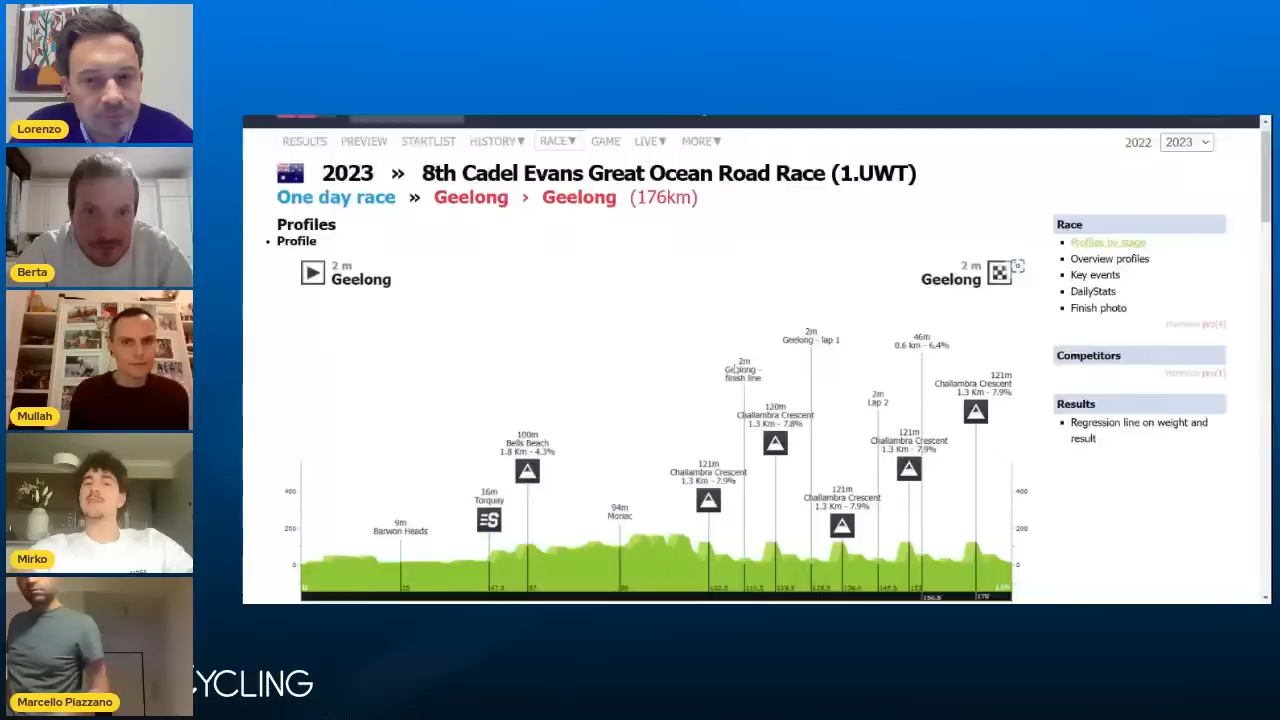 Lorenzo
Berta
Mullah
Mirko
Marcello Piazzano
RESULTS PREVIEW STARTLIST HISTORY▼ RACE▼ GAME LIVE▼ MORE▼
2022 2023
2023 » 8th Cadel Evans Great Ocean Road Race (1.UWT)
One day race » Geelong › Geelong (176km)
Profiles
• Profile
2 m
Geelong
2 m
Geelong
2m
Geelong - lap 1
46m
0.6 km - 6.4%
2m
Geelong -
finish line
121m
Challambra Crescent
1.3 Km - 7.9%
2m
Lap 2
120m
Challambra Crescent
1.3 Km - 7.8%
100m
Bells Beach
1.8 Km - 4.3%
121m
Challambra Crescent
1.3 Km - 7.9%
121m
Challambra Crescent
1.3 Km - 7.9%
16m
Torquay
121m
Challambra Crescent
1.3 Km - 7.9%
94m
Moriac
9m
Barwon Heads
400
200
0
400
200
0
170
Race
Profiles by stage
Overview profiles
Key events
DailyStats
Finish photo
pro(4)
Competitors
pro(1)
Results
Regression line on weight and
result
YCLING